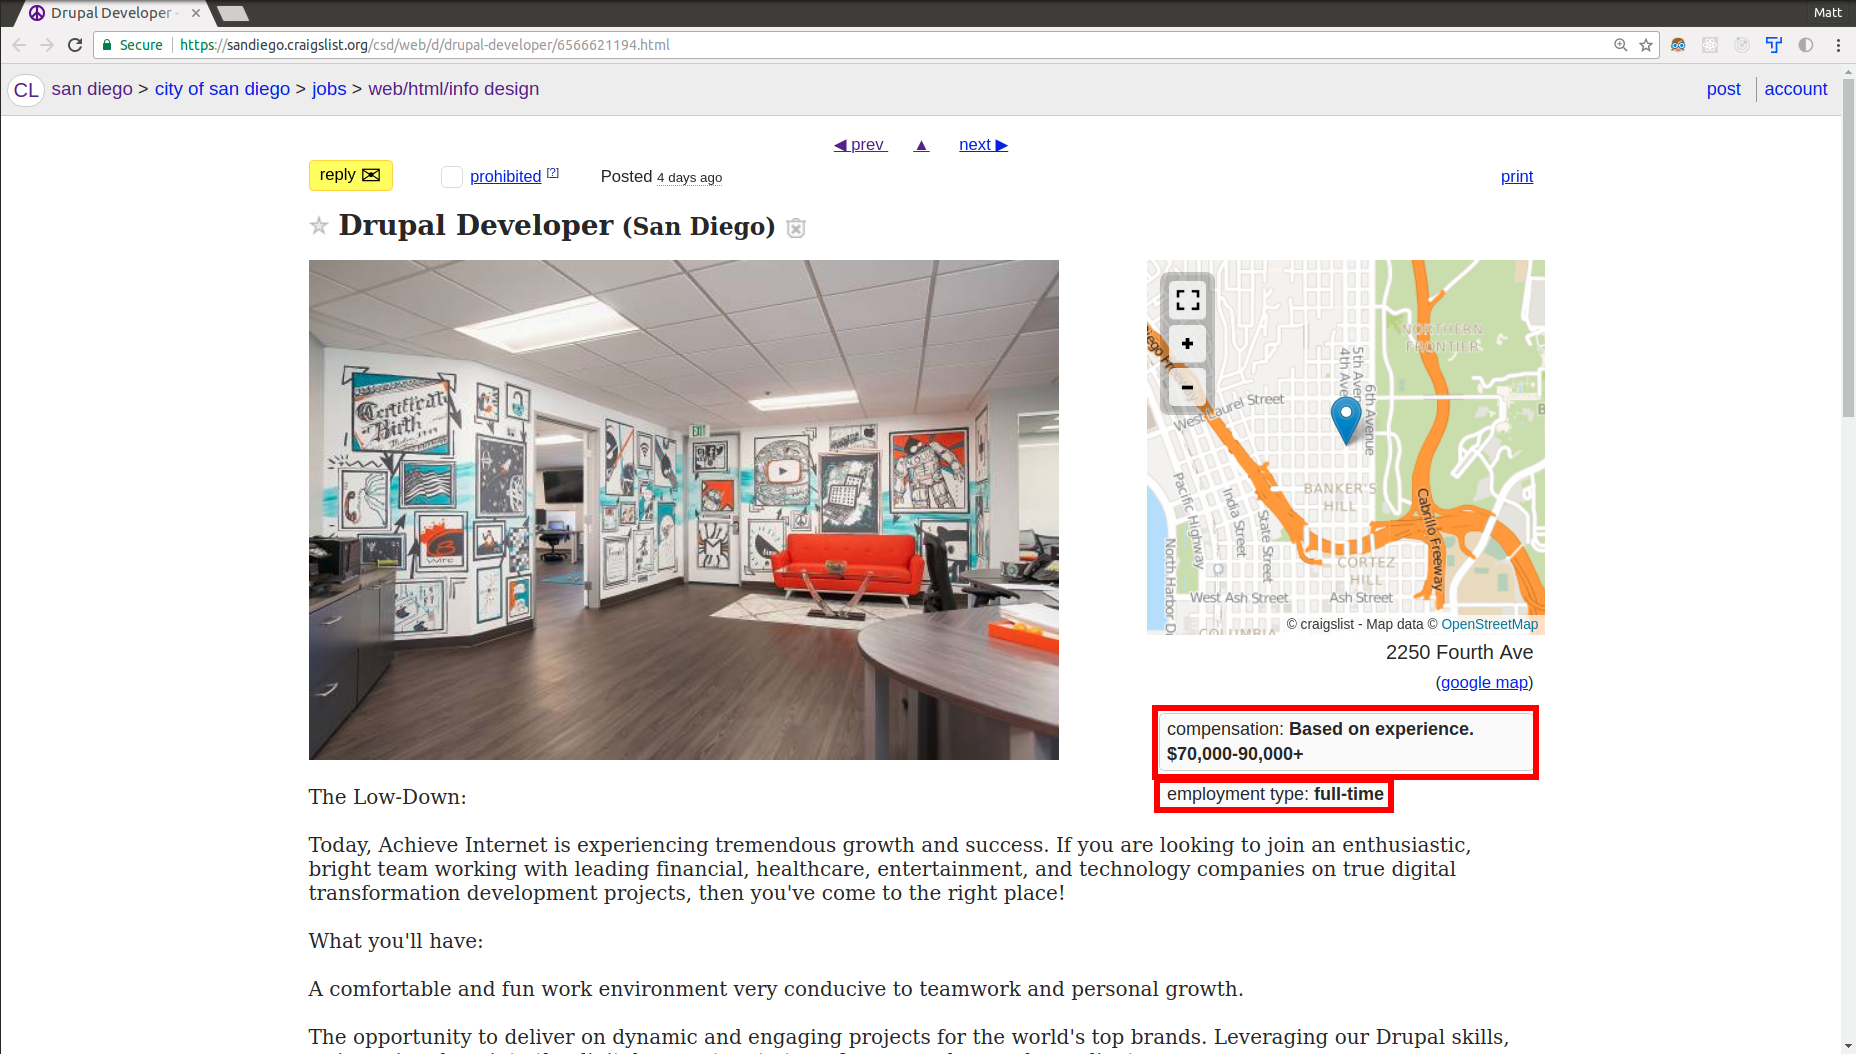 Drupal Developer -
Matt
Secure https://sandiego.craigslist.org/csd/web/d/drupal-developer/6566621194.html
CL san diego > city of san diego > jobs > web/html/info design
post account
◀ prev ▲ next ▶
reply prohibited [?] Posted 4 days ago print
Drupal Developer (San Diego)
Certificate
Birth
EXIT
WIRE
NORTHERN
FRONTIER
5th Avenue
4th Avenue
6th Avenue
West Laurel Street
Pacific Highway
India Street
State Street
BANKER'S
HILL
Cabrillo Freeway
CORTEZ
HILL
North Harbor D
West Ash Street
Ash Street
COLUMBIA
© craigslist - Map data © OpenStreetMap
2250 Fourth Ave
(google map)
compensation: Based on experience.
$70,000-90,000+
employment type: full-time
The Low-Down:
Today, Achieve Internet is experiencing tremendous growth and success. If you are looking to join an enthusiastic,
bright team working with leading financial, healthcare, entertainment, and technology companies on true digital
transformation development projects, then you've come to the right place!
What you'll have:
A comfortable and fun work environment very conducive to teamwork and personal growth.
The opportunity to deliver on dynamic and engaging projects for the world's top brands. Leveraging our Drupal skills,